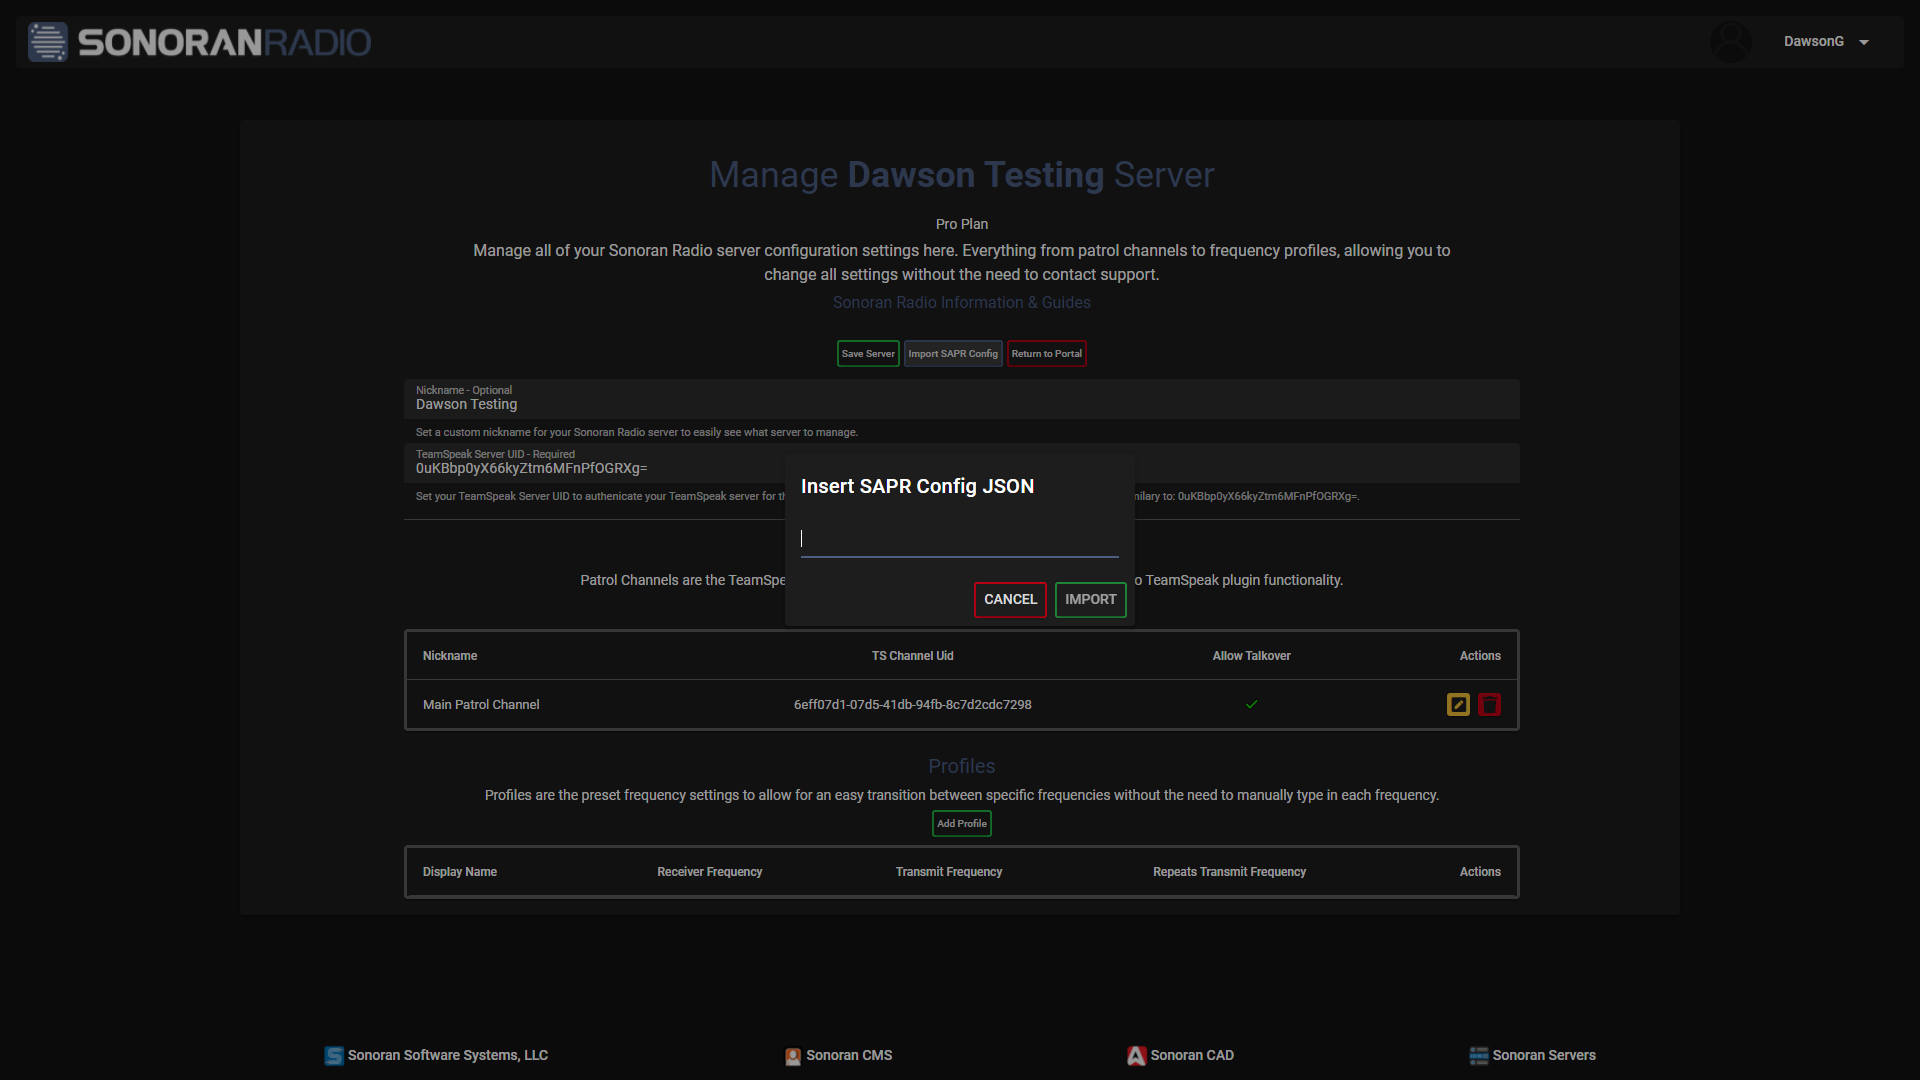 SONORANRADIO
DawsonG
Manage Dawson Testing Server
Pro Plan
Manage all of your Sonoran Radio server configuration settings here. Everything from patrol channels to frequency profiles, allowing you to
change all settings without the need to contact support.
Sonoran Radio Information & Guides
Save Server
Import SAPR Config
Return to Portal
Nickname - Optional
Dawson Testing
Set a custom nickname for your Sonoran Radio server to easily see what server to manage.
TeamSpeak Server UID - Required
0uKBbp0yX66kyZtm6MFnPfOGRXg=
Set your TeamSpeak Server UID to authenicate your TeamSpeak server for
milary to: 0uKBbp0yX66kyZtm6MFnPfOGRXg=.
Insert SAPR Config JSON
CANCEL
IMPORT
Patrol Channels are the TeamSpe
o TeamSpeak plugin functionality.
Nickname
TS Channel Uid
Allow Talkover
Actions
Main Patrol Channel
6eff07d1-07d5-41db-94fb-8c7d2cdc7298
Profiles
Profiles are the preset frequency settings to allow for an easy transition between specific frequencies without the need to manually type in each frequency.
Add Profile
Display Name
Receiver Frequency
Transmit Frequency
Repeats Transmit Frequency
Actions
Sonoran Software Systems, LLC
Sonoran CMS
Sonoran CAD
Sonoran Servers